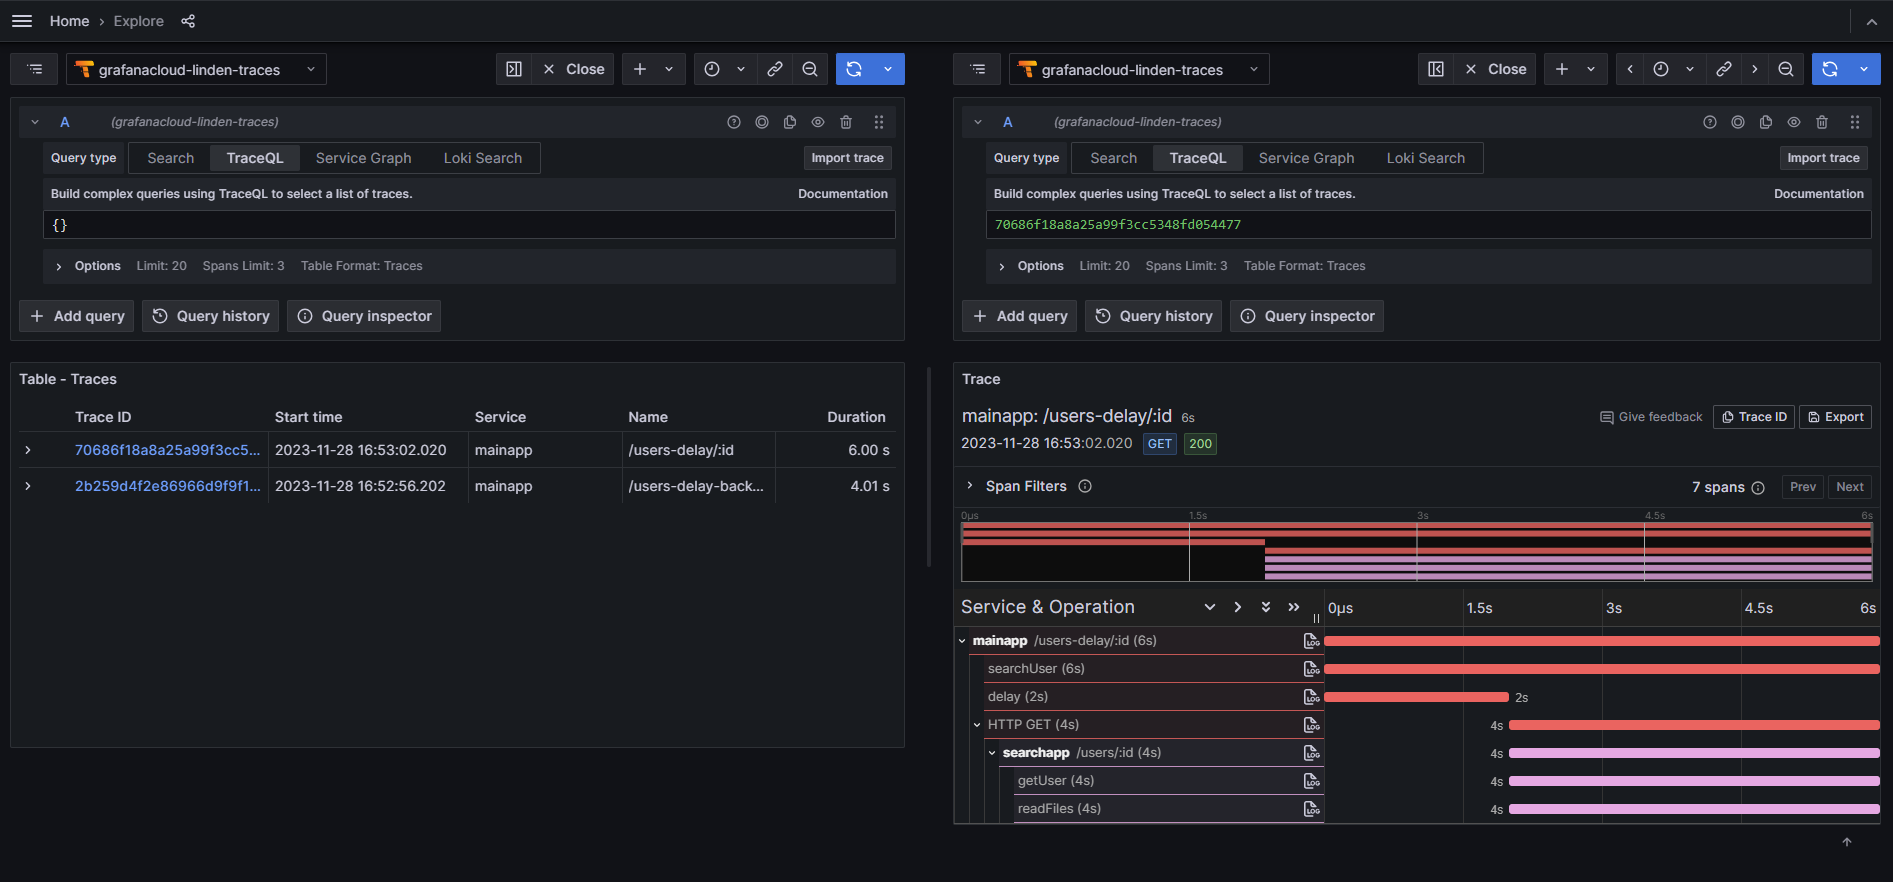 Home › Explore
grafanacloud-linden-traces
Close
A (grafanacloud-linden-traces)
Query type Search TraceQL Service Graph Loki Search Import trace
Build complex queries using TraceQL to select a list of traces. Documentation
{}
Options Limit: 20 Spans Limit: 3 Table Format: Traces
Add query Query history Query inspector
Table - Traces
Trace ID Start time Service Name Duration
70686f18a8a25a99f3cc5... 2023-11-28 16:53:02.020 mainapp /users-delay/:id 6.00 s
2b259d4f2e86966d9f9f1... 2023-11-28 16:52:56.202 mainapp /users-delay-back... 4.01 s
grafanacloud-linden-traces
Close
A (grafanacloud-linden-traces)
Query type Search TraceQL Service Graph Loki Search Import trace
Build complex queries using TraceQL to select a list of traces. Documentation
70686f18a8a25a99f3cc5348fd054477
Options Limit: 20 Spans Limit: 3 Table Format: Traces
Add query Query history Query inspector
Trace
mainapp: /users-delay/:id 6s Give feedback Trace ID Export
2023-11-28 16:53:02.020 GET 200
Span Filters 7 spans Prev Next
0μs 1.5s 3s 4.5s 6s
Service & Operation 0μs 1.5s 3s 4.5s 6s
mainapp /users-delay/:id (6s) LOG
searchUser (6s) LOG
delay (2s) LOG 2s
HTTP GET (4s) LOG 4s
searchapp /users/:id (4s) LOG 4s
getUser (4s) LOG 4s
readFiles (4s) LOG 4s